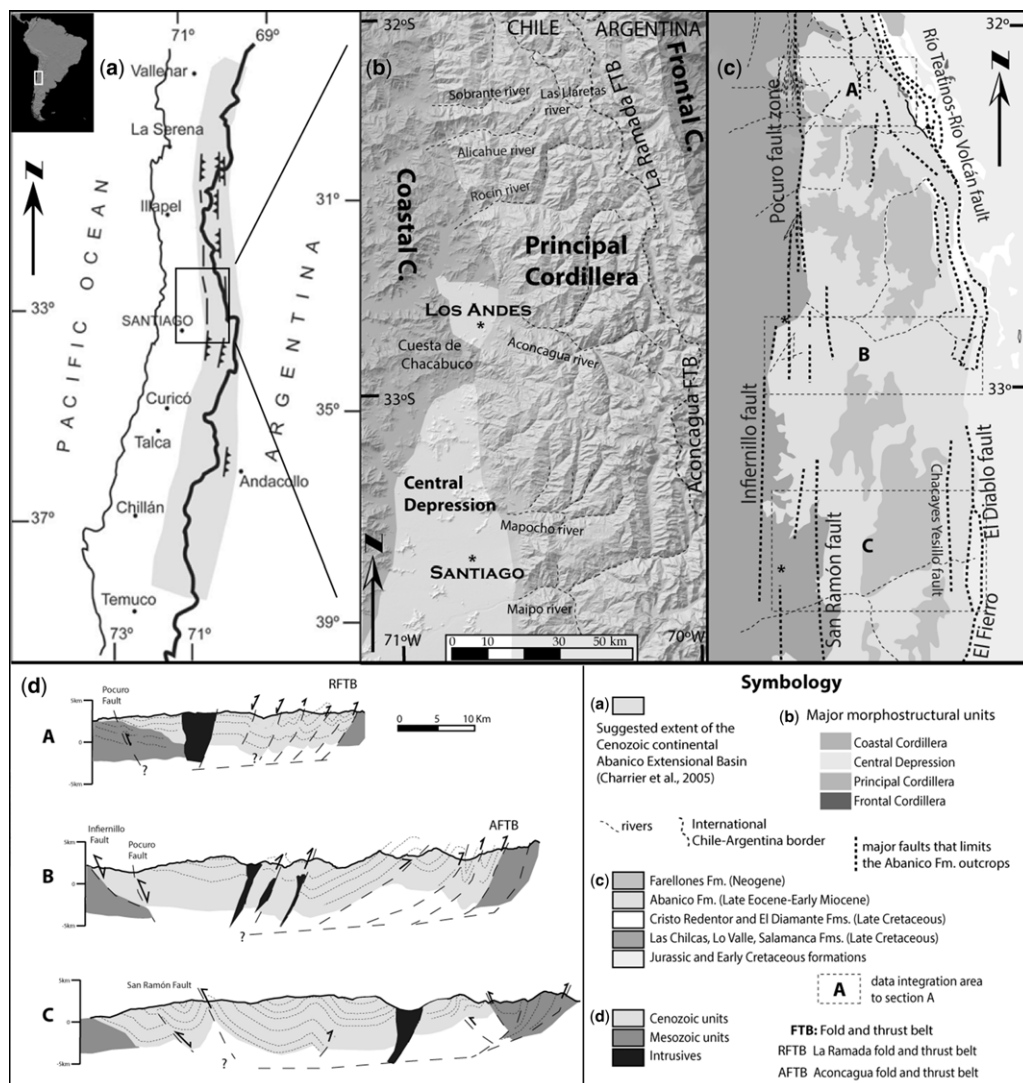 (a)
71°
69°
Vallenar
La Serena
Illapel
31°
33°
SANTIAGO
Curicó
35°
Talca
Andacollo
Chillán
37°
Temuco
39°
73°
71°
PACIFIC OCEAN
ARGENTINA
N
(b)
32°S
CHILE
ARGENTINA
Sobrante river
Las Llaretas
river
La Ramada FTB
Frontal C.
Alicahue river
Rocín river
Coastal C.
Principal
Cordillera
LOS ANDES
*
Cuesta de
Chacabuco
Aconcagua river
33°S
Aconcagua FTB
Central
Depression
Mapocho river
*
SANTIAGO
Maipo river
N
71°W
70°W
0 10 20 30 50 km
(c)
32°
N
A
Pocuro fault zone
Río Teatinos-Río Volcán fault
*
B
33°
Infiernillo fault
Chacayes Yesillo fault
El Diablo fault
C
*
San Ramón fault
El Fierro
(d)
Pocuro
Fault
RFTB
5km
0
-5km
A
?
0 5 10 Km
Infiernillo
Fault
Pocuro
Fault
AFTB
5km
0
-5km
B
?
San Ramón Fault
5km
0
-5km
C
?
Symbology
(a)
Suggested extent of the
Cenozoic continental
Abanico Extensional Basin
(Charrier et al., 2005)
(b) Major morphostructural units
Coastal Cordillera
Central Depression
Principal Cordillera
Frontal Cordillera
rivers
International
Chile-Argentina border
major faults that limits
the Abanico Fm. outcrops
(c) Farellones Fm. (Neogene)
Abanico Fm. (Late Eocene-Early Miocene)
Cristo Redentor and El Diamante Fms. (Late Cretaceous)
Las Chilcas, Lo Valle, Salamanca Fms. (Late Cretaceous)
Jurassic and Early Cretaceous formations
A data integration area
to section A
(d) Cenozoic units
Mesozoic units
Intrusives
FTB: Fold and thrust belt
RFTB La Ramada fold and thrust belt
AFTB Aconcagua fold and thrust belt